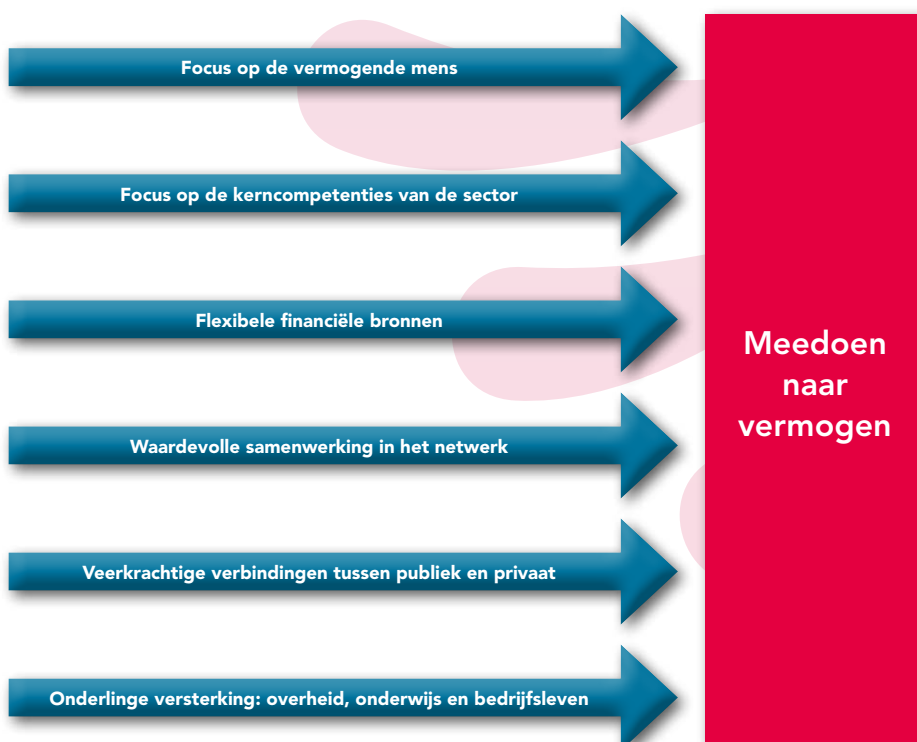 Focus op de vermogende mens
Focus op de kerncompetenties van de sector
Flexibele financiële bronnen
Waardevolle samenwerking in het netwerk
Veerkrachtige verbindingen tussen publiek en privaat
Onderlinge versterking: overheid, onderwijs en bedrijfsleven
Meedoen
naar
vermogen